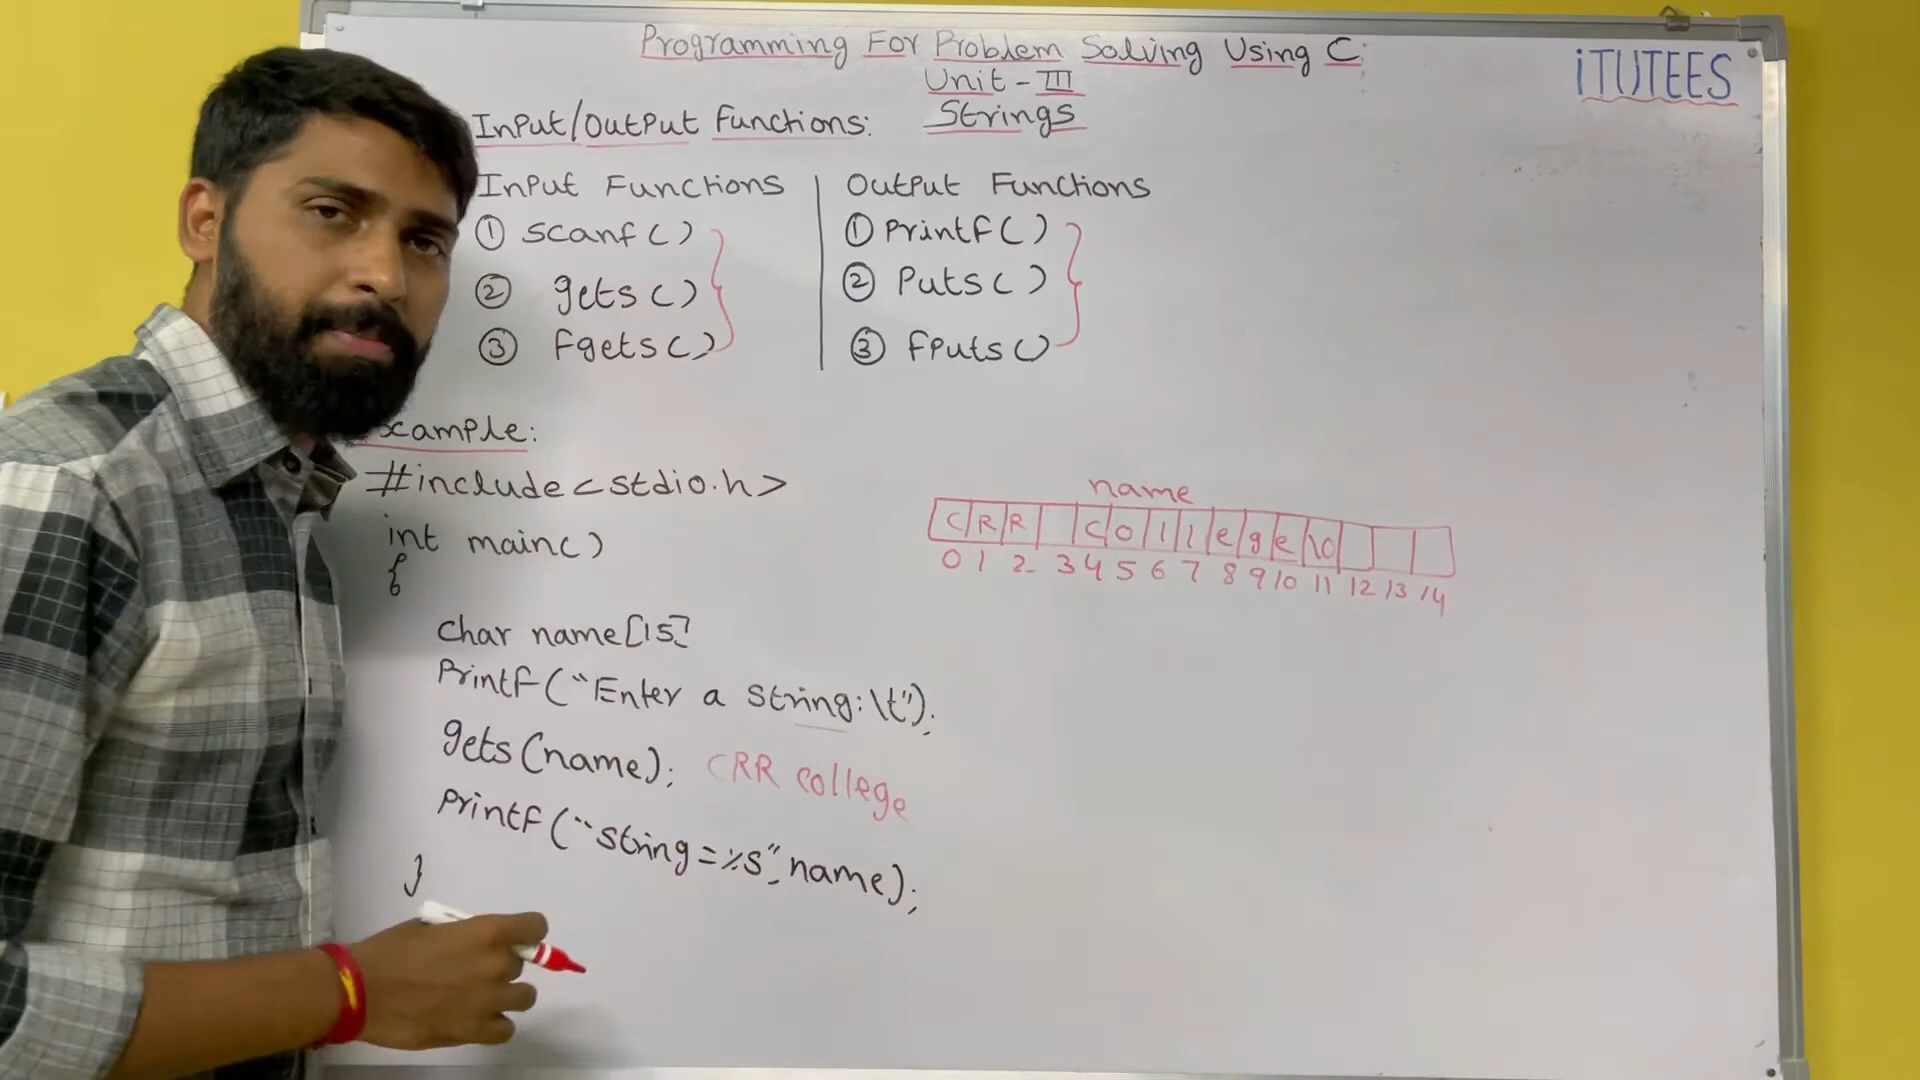 Programming For Problem Solving Using C:
iTUTEES
Unit - III
Strings
Input/Output Functions:
Input Functions
① scanf()
② gets()
③ Fgets()
Output Functions
① Printf()
② Puts()
③ Fputs()
xample:
#include<stdio.h>
int main()
{
char name[15]
Printf("Enter a string:\t");
gets(name); CRR college
Printf("string=%s",name);
}
name
C R R C o l l e g e \0
0 1 2 3 4 5 6 7 8 9 10 11 12 13 14